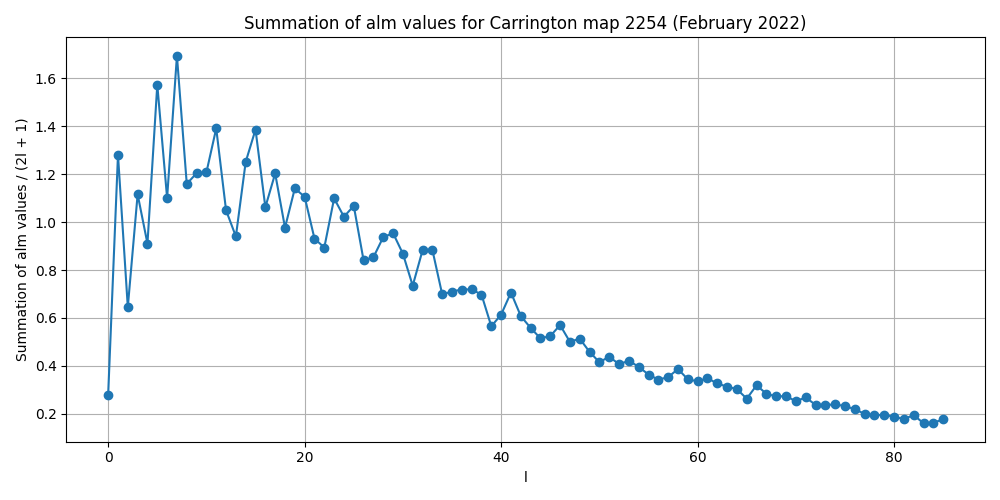 Summation of alm values for Carrington map 2254 (February 2022)
Summation of alm values / (2l + 1)
1.6
1.4
1.2
1.0
0.8
0.6
0.4
0.2
0 20 40 60 80
l